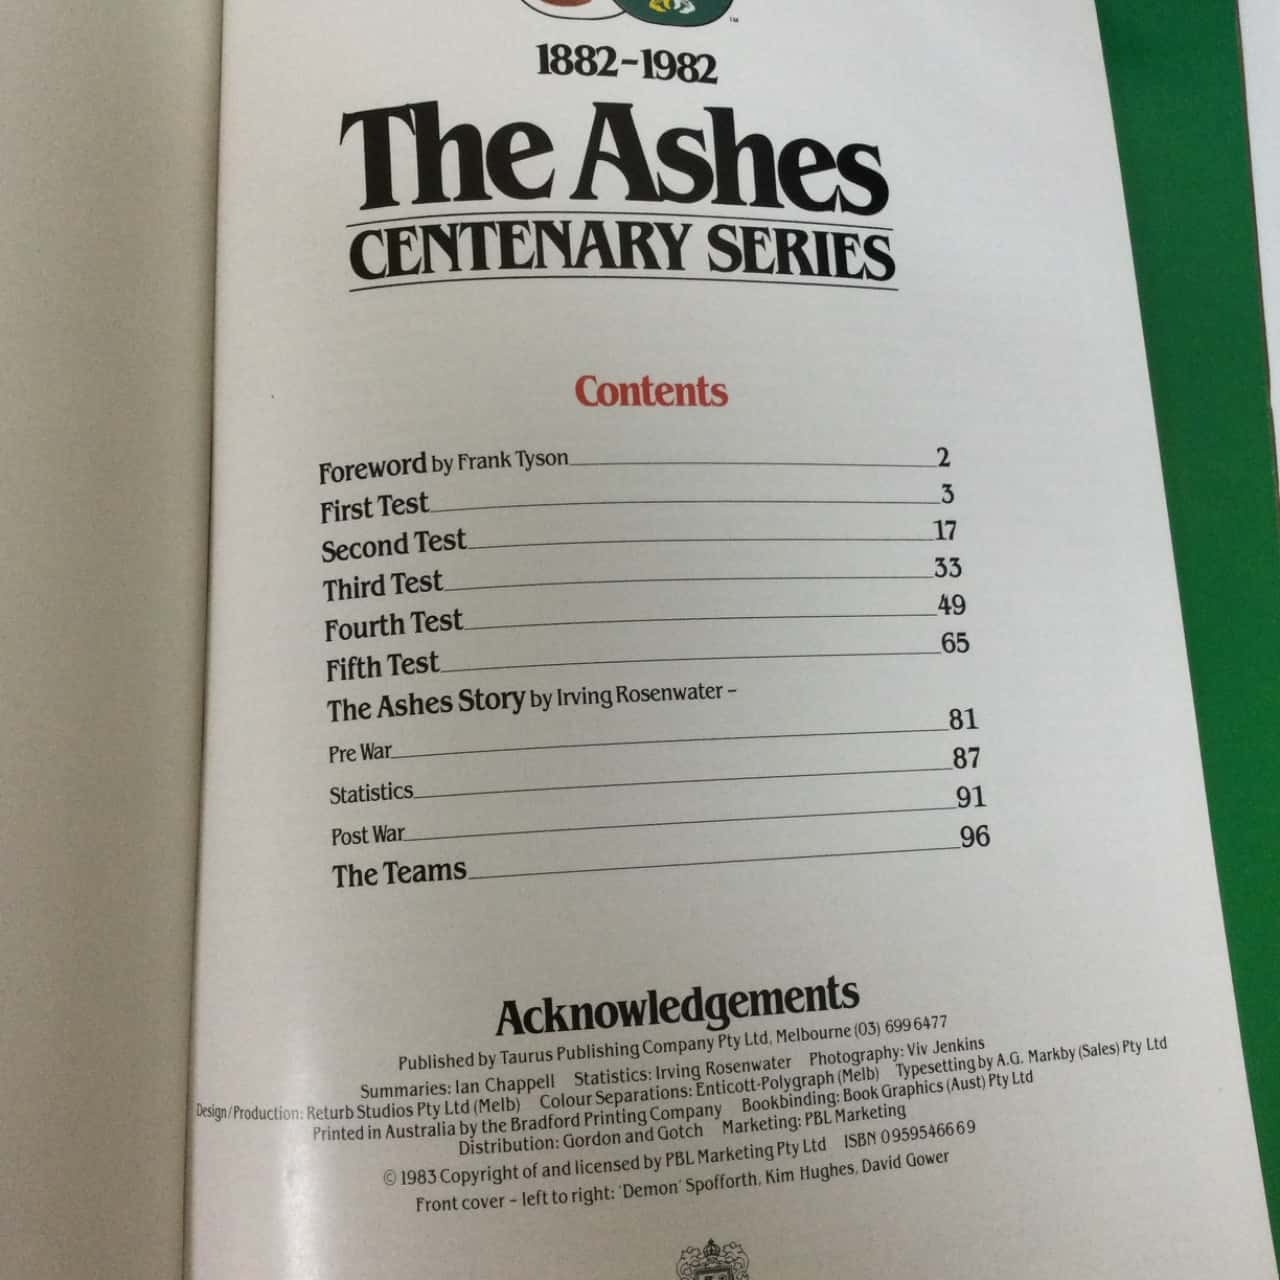 ™
1882-1982
The Ashes
CENTENARY SERIES
Contents
Foreword by Frank Tyson 2
First Test 3
Second Test 17
Third Test 33
Fourth Test 49
Fifth Test 65
The Ashes Story by Irving Rosenwater –
Pre War 81
Statistics 87
Post War 91
The Teams 96
Acknowledgements
Published by Taurus Publishing Company Pty Ltd, Melbourne (03) 699 6477
Summaries: Ian Chappell Statistics: Irving Rosenwater Photography: Viv Jenkins
Design/Production: Returb Studios Pty Ltd (Melb) Colour Separations: Enticott-Polygraph (Melb) Typesetting by A.G. Markby (Sales) Pty Ltd
Printed in Australia by the Bradford Printing Company Bookbinding: Book Graphics (Aust) Pty Ltd
Distribution: Gordon and Gotch Marketing: PBL Marketing
© 1983 Copyright of and licensed by PBL Marketing Pty Ltd ISBN 0 959546669
Front cover – left to right: 'Demon' Spofforth, Kim Hughes, David Gower